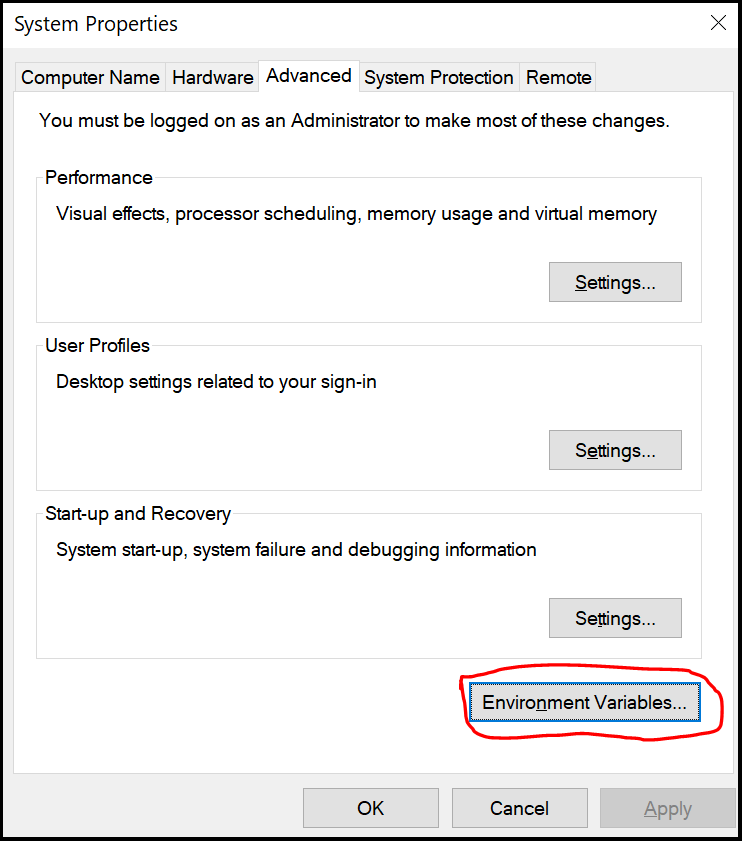 System Properties
Computer Name Hardware Advanced System Protection Remote
You must be logged on as an Administrator to make most of these changes.
Performance
Visual effects, processor scheduling, memory usage and virtual memory
Settings...
User Profiles
Desktop settings related to your sign-in
Settings...
Start-up and Recovery
System start-up, system failure and debugging information
Settings...
Environment Variables...
OK Cancel Apply